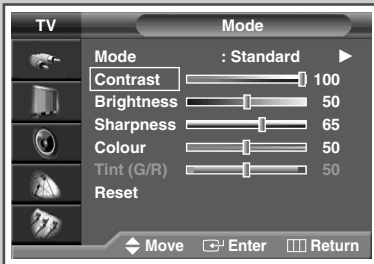 TV Mode
Mode : Standard
Contrast 100
Brightness 50
Sharpness 65
Colour 50
Tint (G/R) 50
Reset
Move Enter Return